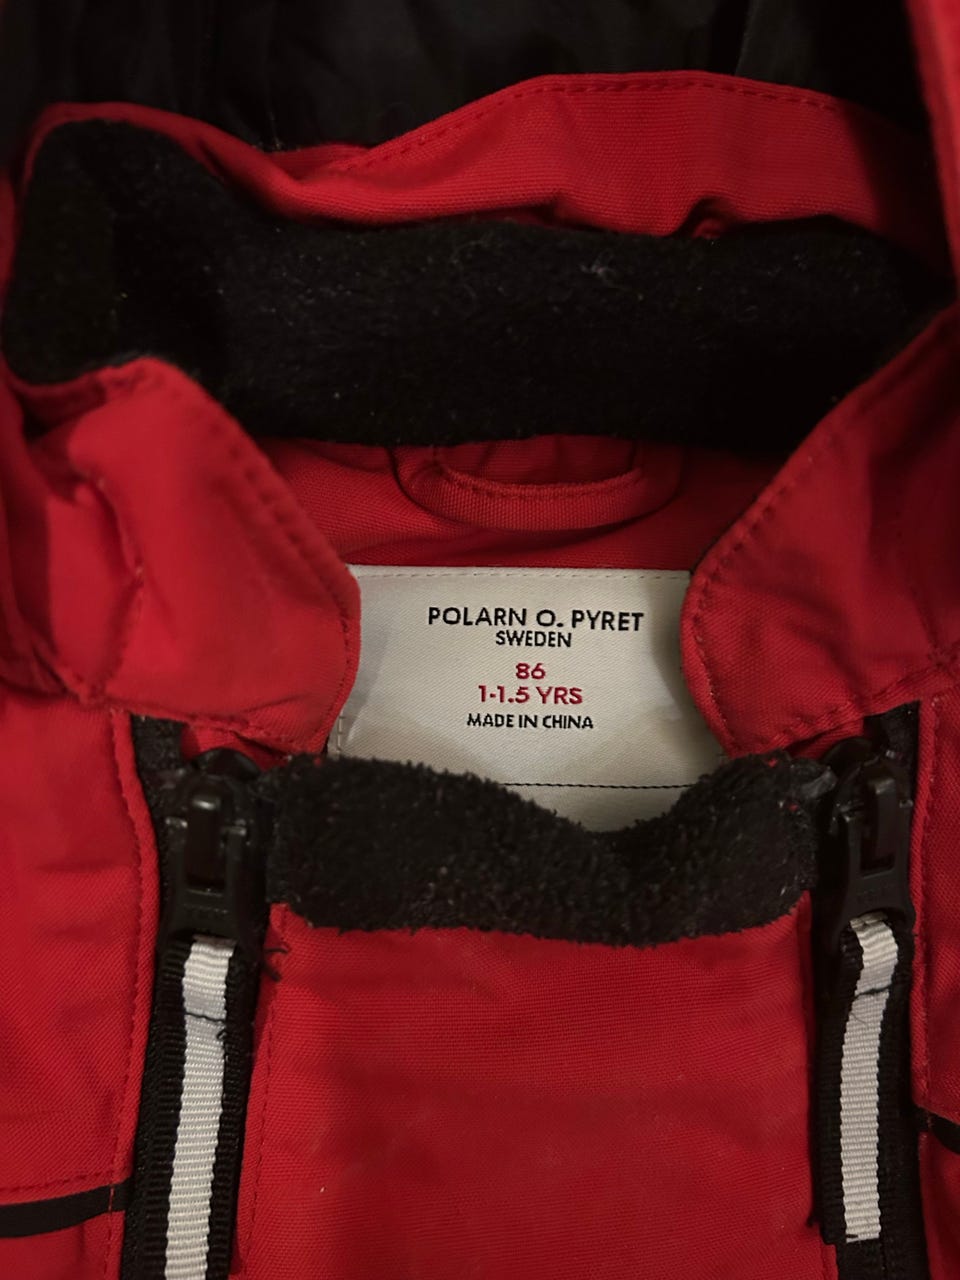 POLARN O. PYRET
SWEDEN
86
1-1.5 YRS
MADE IN CHINA